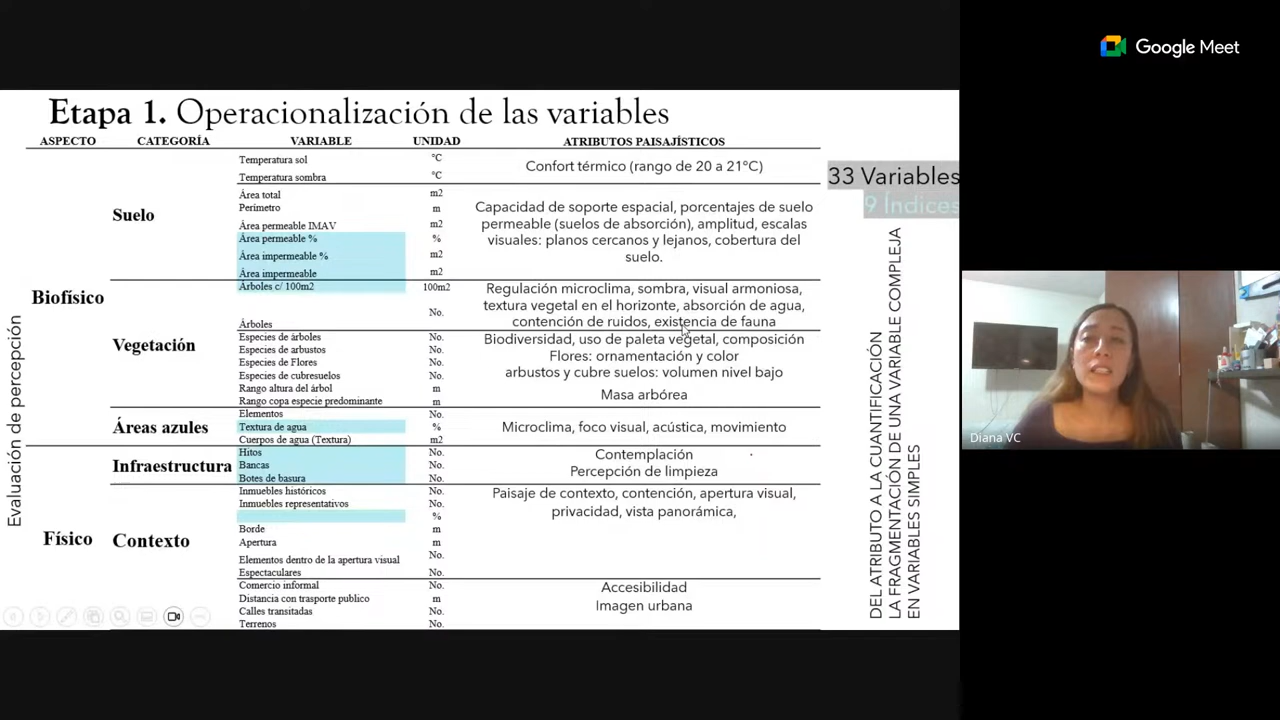 Google Meet
Etapa 1. Operacionalización de las variables
ASPECTO CATEGORÍA VARIABLE UNIDAD ATRIBUTOS PAISAJÍSTICOS
Temperatura sol °C
Confort térmico (rango de 20 a 21°C)
Temperatura sombra °C
33 Variables
9 Índices
Suelo
Área total m2
Perímetro m
Área permeable IMAV m2
Área permeable % %
Área impermeable % m2
Área impermeable m2
Capacidad de soporte espacial, porcentajes de suelo
permeable (suelos de absorción), amplitud, escalas
visuales: planos cercanos y lejanos, cobertura del
suelo.
Biofísico
Vegetación
Árboles c/ 100m2 100m2
Árboles No.
Regulación microclima, sombra, visual armoniosa,
textura vegetal en el horizonte, absorción de agua,
contención de ruidos, existencia de fauna
Especies de árboles No.
Especies de arbustos No.
Especies de Flores No.
Especies de cubresuelos No.
Rango altura del árbol m
Rango copa especie predominante m
Biodiversidad, uso de paleta vegetal, composición
Flores: ornamentación y color
arbustos y cubre suelos: volumen nivel bajo
Masa arbórea
Áreas azules
Elementos No.
Textura de agua %
Cuerpos de agua (Textura) m2
Microclima, foco visual, acústica, movimiento
Infraestructura
Hitos No.
Bancas No.
Botes de basura No.
Contemplación
Percepción de limpieza
Físico
Contexto
Inmuebles históricos No.
Inmuebles representativos No.
%
Borde m
Apertura m
Elementos dentro de la apertura visual No.
Espectaculares No.
Paisaje de contexto, contención, apertura visual,
privacidad, vista panorámica,
Comercio informal No.
Distancia con trasporte publico m
Calles transitadas No.
Terrenos No.
Accesibilidad
Imagen urbana
Evaluación de percepción
DEL ATRIBUTO A LA CUANTIFICACIÓN
LA FRAGMENTACIÓN DE UNA VARIABLE COMPLEJA
EN VARIABLES SIMPLES
Diana VC